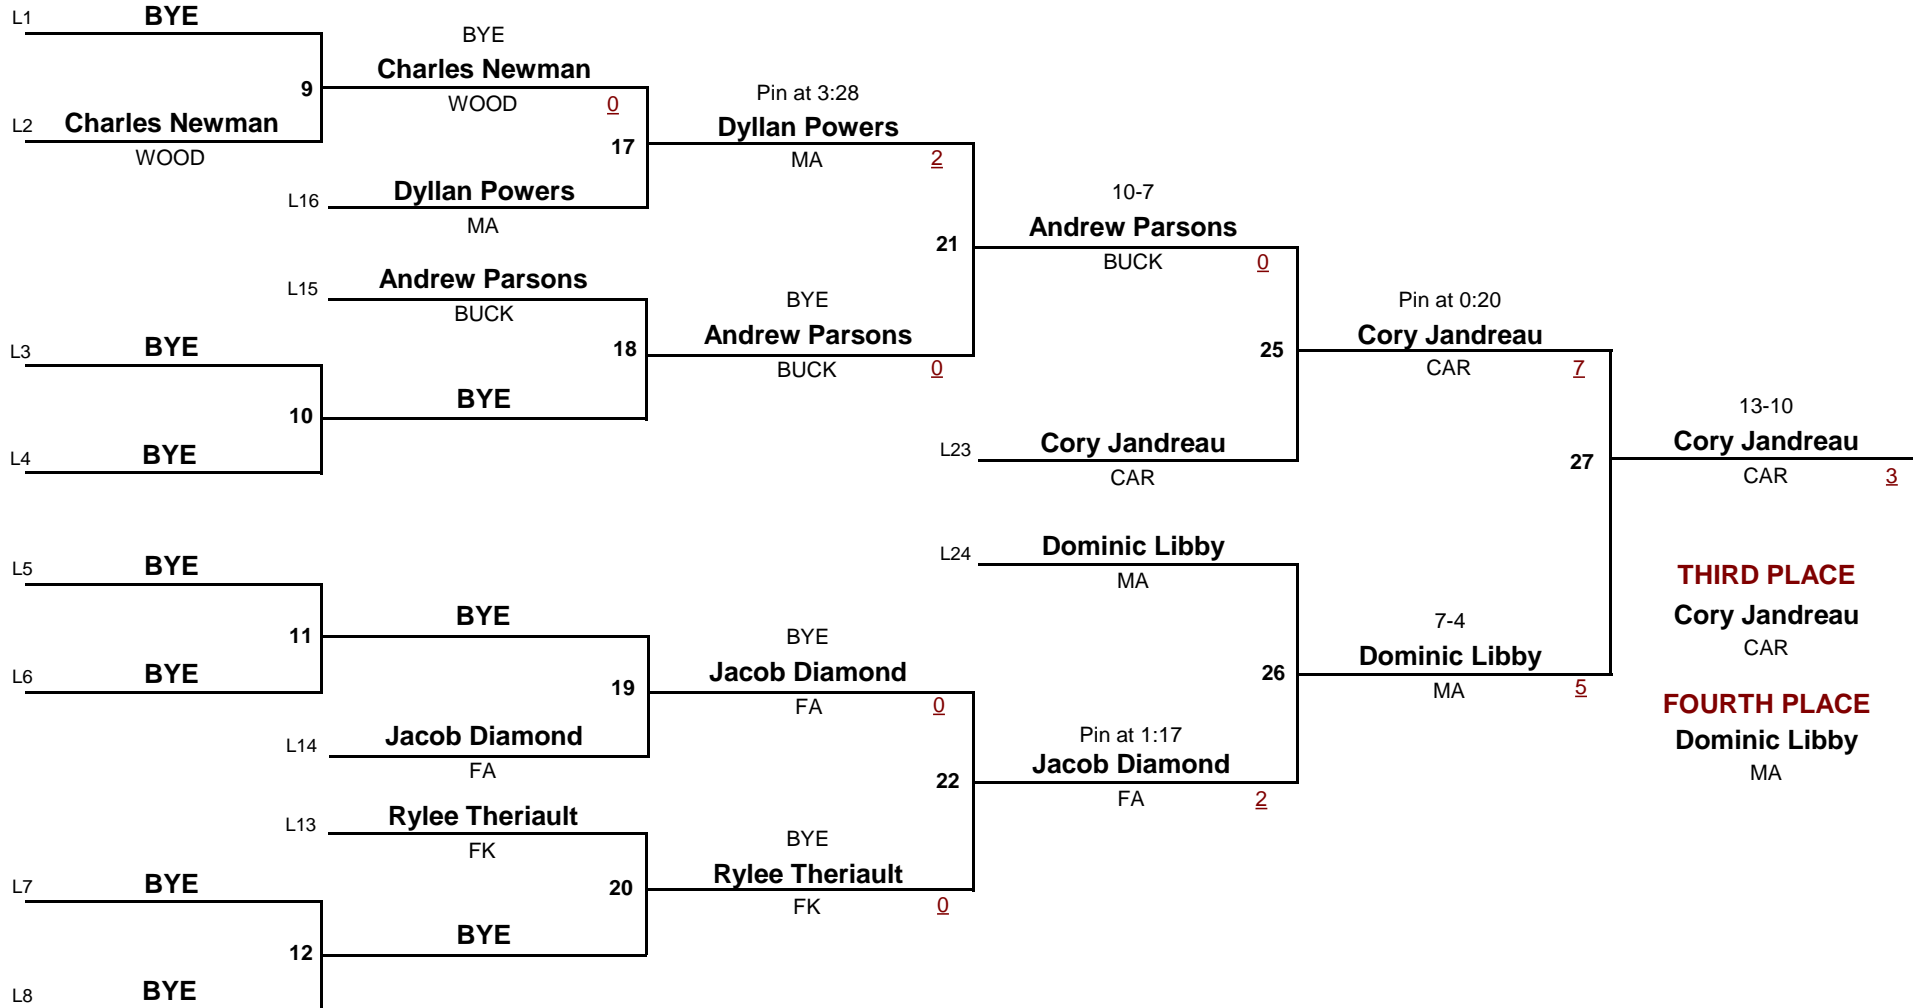 L1 BYE
BYE
Charles Newman
9
WOOD 0
L2 Charles Newman
WOOD
Pin at 3:28
Dyllan Powers
17
MA 2
L16 Dyllan Powers
MA
10-7
Andrew Parsons
21
BUCK 0
L15 Andrew Parsons
BUCK
BYE
Andrew Parsons
18
BUCK 0
L3 BYE
10
BYE
L4 BYE
Pin at 0:20
Cory Jandreau
25
CAR 7
L23 Cory Jandreau
CAR
13-10
Cory Jandreau
27
CAR 3
L5 BYE
11
BYE
L6 BYE
L24 Dominic Libby
MA
THIRD PLACE
Cory Jandreau
CAR
7-4
Dominic Libby
26
MA 5
FOURTH PLACE
Dominic Libby
MA
BYE
Jacob Diamond
19
FA 0
L14 Jacob Diamond
FA
Pin at 1:17
Jacob Diamond
22
FA 2
L13 Rylee Theriault
FK
BYE
Rylee Theriault
20
FK 0
L7 BYE
12
BYE
L8 BYE